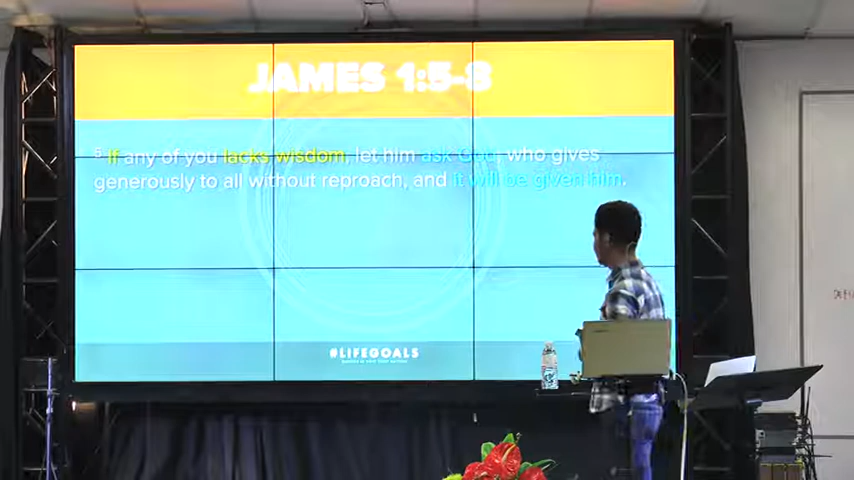 JAMES 1:5-8
5 If any of you lacks wisdom, let him ask God, who gives
generously to all without reproach, and it will be given him.
#LIFEGOALS